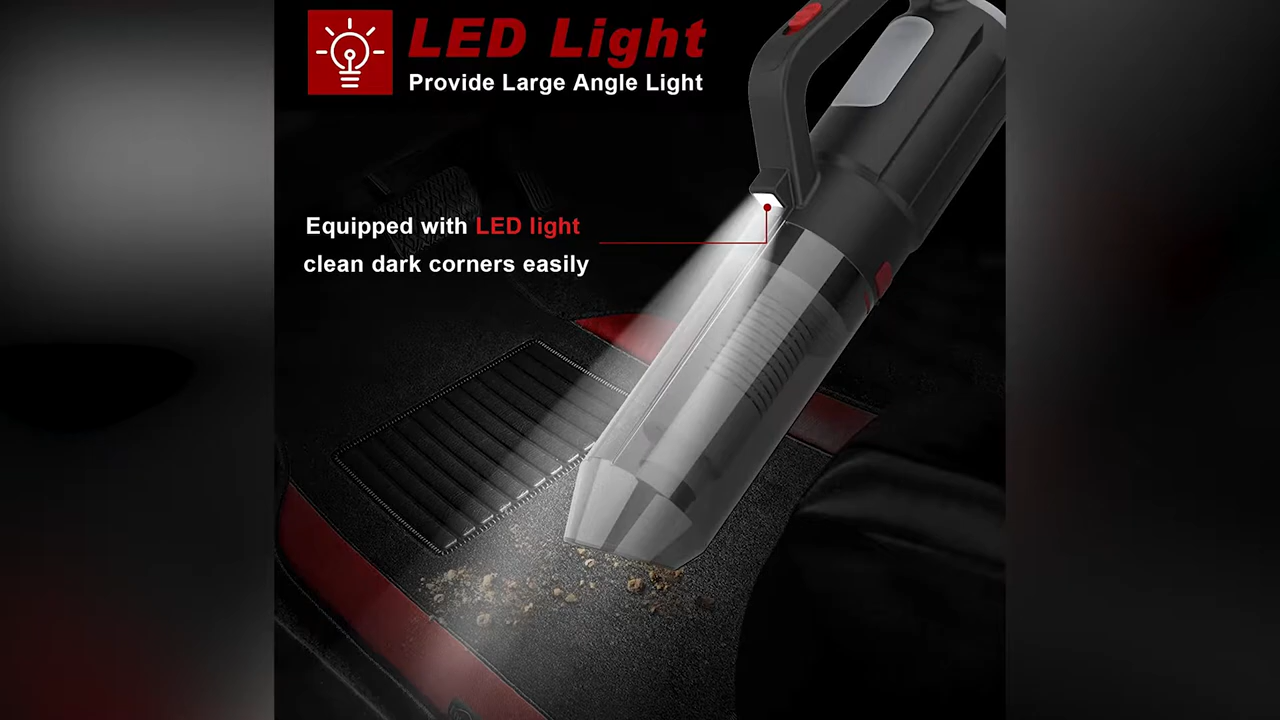 LED Light
Provide Large Angle Light
Equipped with LED light
clean dark corners easily